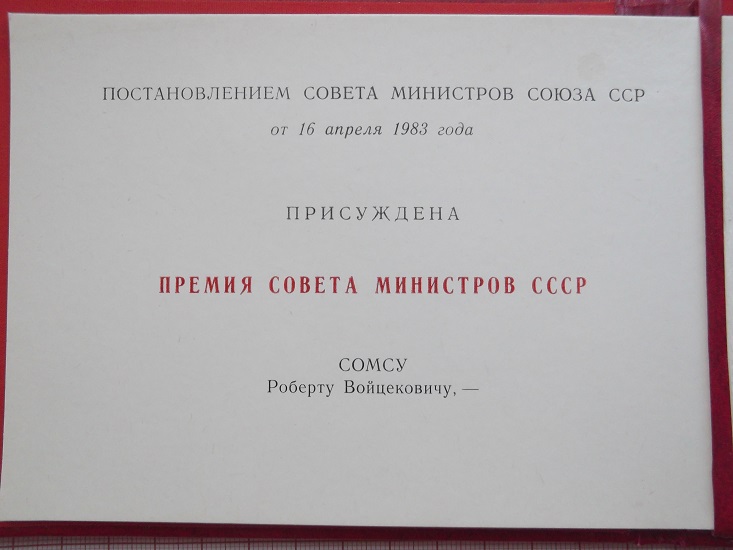 ПОСТАНОВЛЕНИЕМ СОВЕТА МИНИСТРОВ СОЮЗА ССР
от 16 апреля 1983 года
ПРИСУЖДЕНА
ПРЕМИЯ СОВЕТА МИНИСТРОВ СССР
СОМСУ
Роберту Войцековичу, —